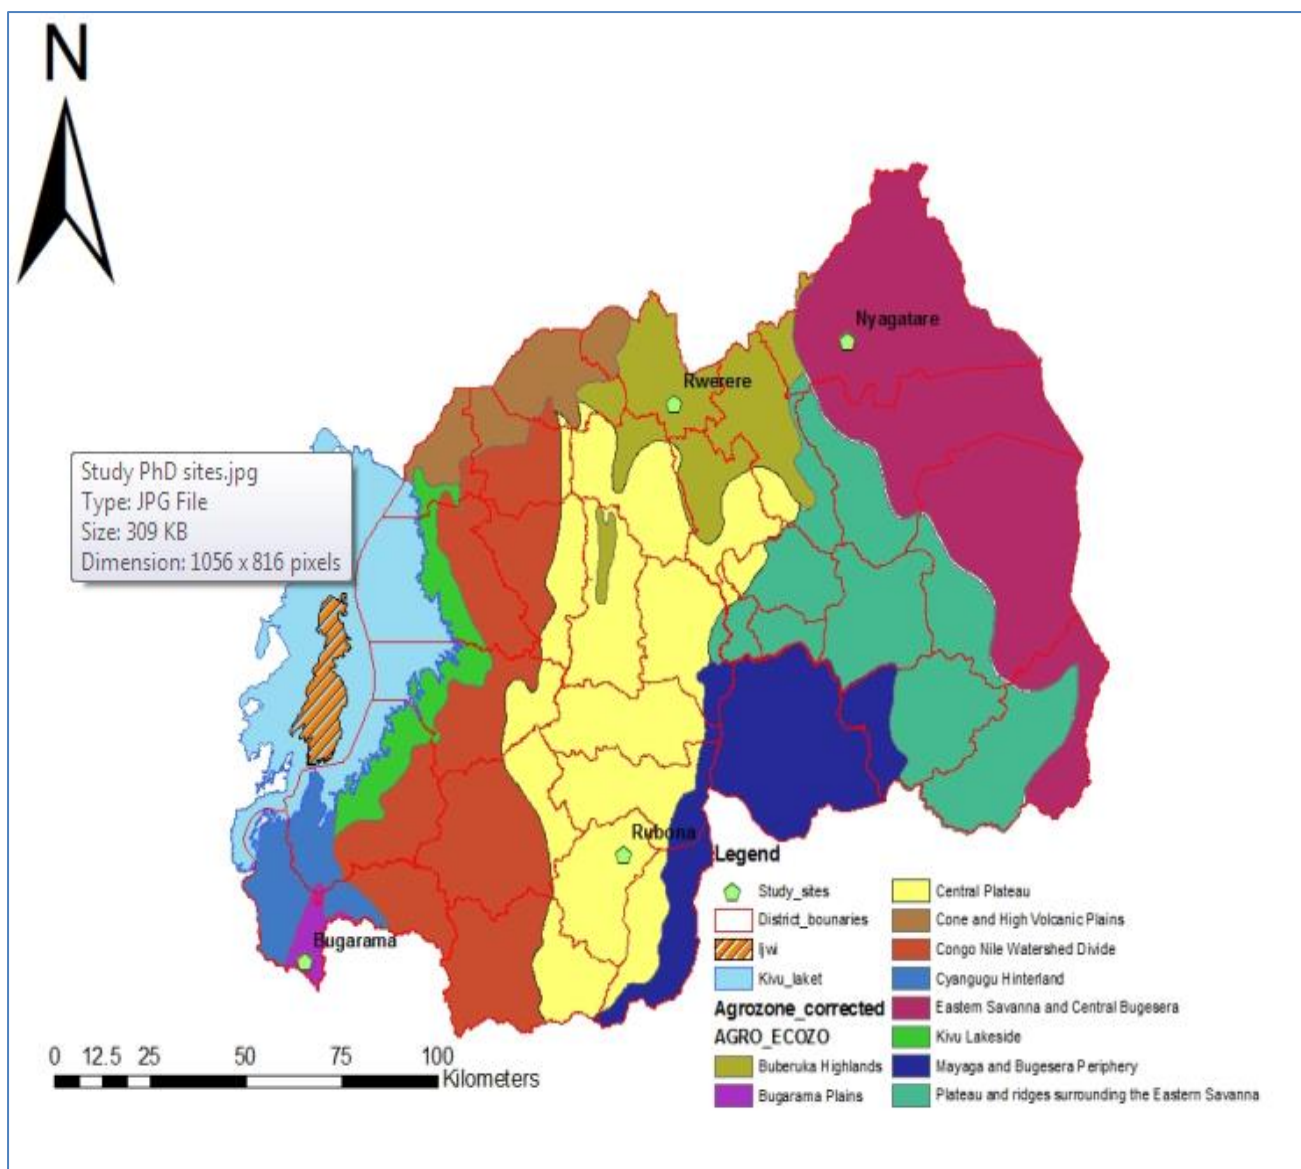 N
Nyagatare
Rwerere
Study PhD sites.jpg
Type: JPG File
Size: 309 KB
Dimension: 1056 x 816 pixels
Rubona
Bugarama
Legend
Study_sites
District_bounaries
Ijwi
Kivu_laket
Agrozone_corrected
AGRO_ECOZO
Buberuka Highlands
Bugarama Plains
Central Plateau
Cone and High Volcanic Plains
Congo Nile Watershed Divide
Cyangugu Hinterland
Eastern Savanna and Central Bugesera
Kivu Lakeside
Mayaga and Bugesera Periphery
Plateau and ridges surrounding the Eastern Savanna
0 12.5 25 50 75 100
Kilometers